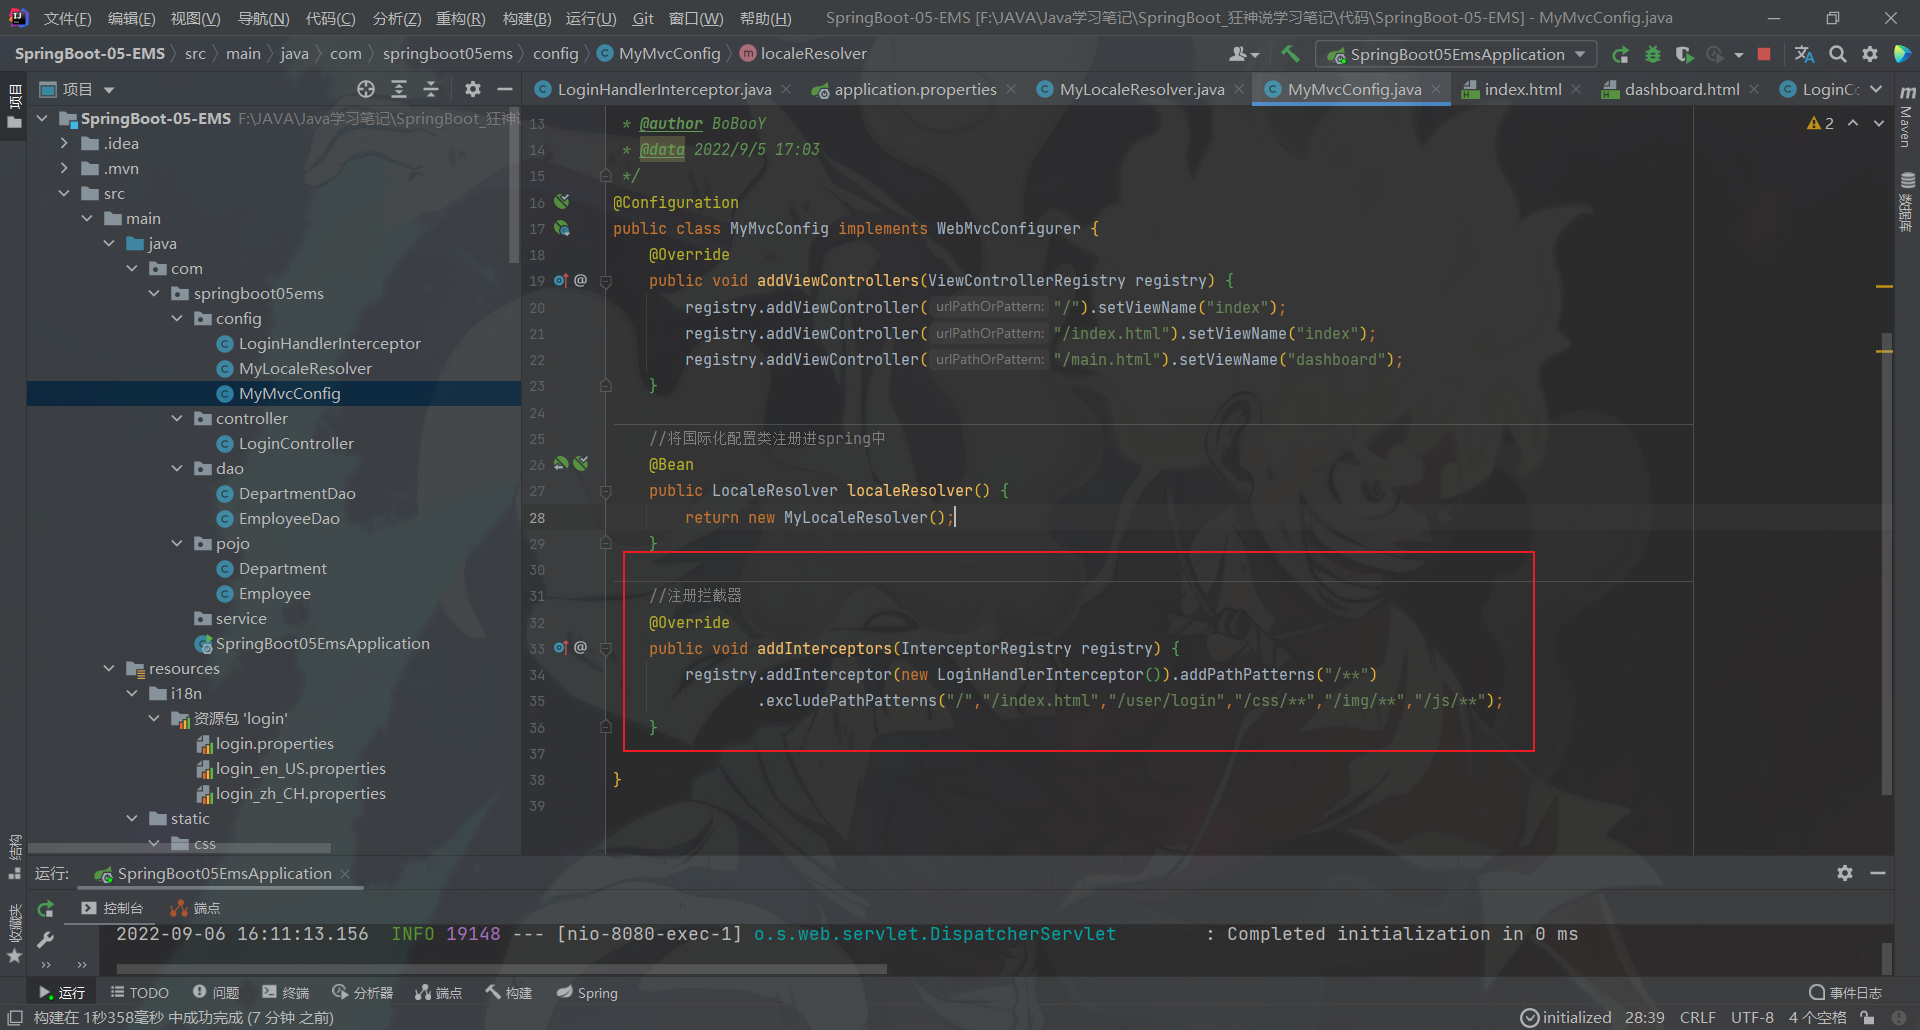 文件(F) 编辑(E) 视图(V) 导航(N) 代码(C) 分析(Z) 重构(R) 构建(B) 运行(U) Git 窗口(W) 帮助(H) SpringBoot-05-EMS [F:\JAVA\Java学习笔记\SpringBoot_狂神说学习笔记\代码\SpringBoot-05-EMS] - MyMvcConfig.java
SpringBoot-05-EMS src main java com springboot05ems config MyMvcConfig localeResolver SpringBoot05EmsApplication
项目 LoginHandlerInterceptor.java application.properties MyLocaleResolver.java MyMvcConfig.java index.html dashboard.html LoginCo
项目
Maven
数据库
结构
收藏夹
SpringBoot-05-EMS F:\JAVA\Java学习笔记\SpringBoot_狂神
.idea
.mvn
src
main
java
com
springboot05ems
config
LoginHandlerInterceptor
MyLocaleResolver
MyMvcConfig
controller
LoginController
dao
DepartmentDao
EmployeeDao
pojo
Department
Employee
service
SpringBoot05EmsApplication
resources
i18n
资源包 'login'
login.properties
login_en_US.properties
login_zh_CH.properties
static
css
2
13 * @author BoBooY
14 * @data 2022/9/5 17:03
15 */
16 @Configuration
17 public class MyMvcConfig implements WebMvcConfigurer {
18 @Override
19 public void addViewControllers(ViewControllerRegistry registry) {
20 registry.addViewController( urlPathOrPattern: "/").setViewName("index");
21 registry.addViewController( urlPathOrPattern: "/index.html").setViewName("index");
22 registry.addViewController( urlPathOrPattern: "/main.html").setViewName("dashboard");
23 }
24
25 //将国际化配置类注册进spring中
26 @Bean
27 public LocaleResolver localeResolver() {
28 return new MyLocaleResolver();
29 }
30
31 //注册拦截器
32 @Override
33 public void addInterceptors(InterceptorRegistry registry) {
34 registry.addInterceptor(new LoginHandlerInterceptor()).addPathPatterns("/**")
35 .excludePathPatterns("/","/index.html","/user/login","/css/**","/img/**","/js/**");
36 }
37
38 }
39
运行: SpringBoot05EmsApplication
控制台 端点
2022-09-06 16:11:13.156 INFO 19148 --- [nio-8080-exec-1] o.s.web.servlet.DispatcherServlet : Completed initialization in 0 ms
运行 TODO 问题 终端 分析器 端点 构建 Spring 事件日志
构建在 1秒358毫秒 中成功完成 (7 分钟 之前) initialized 28:39 CRLF UTF-8 4 个空格